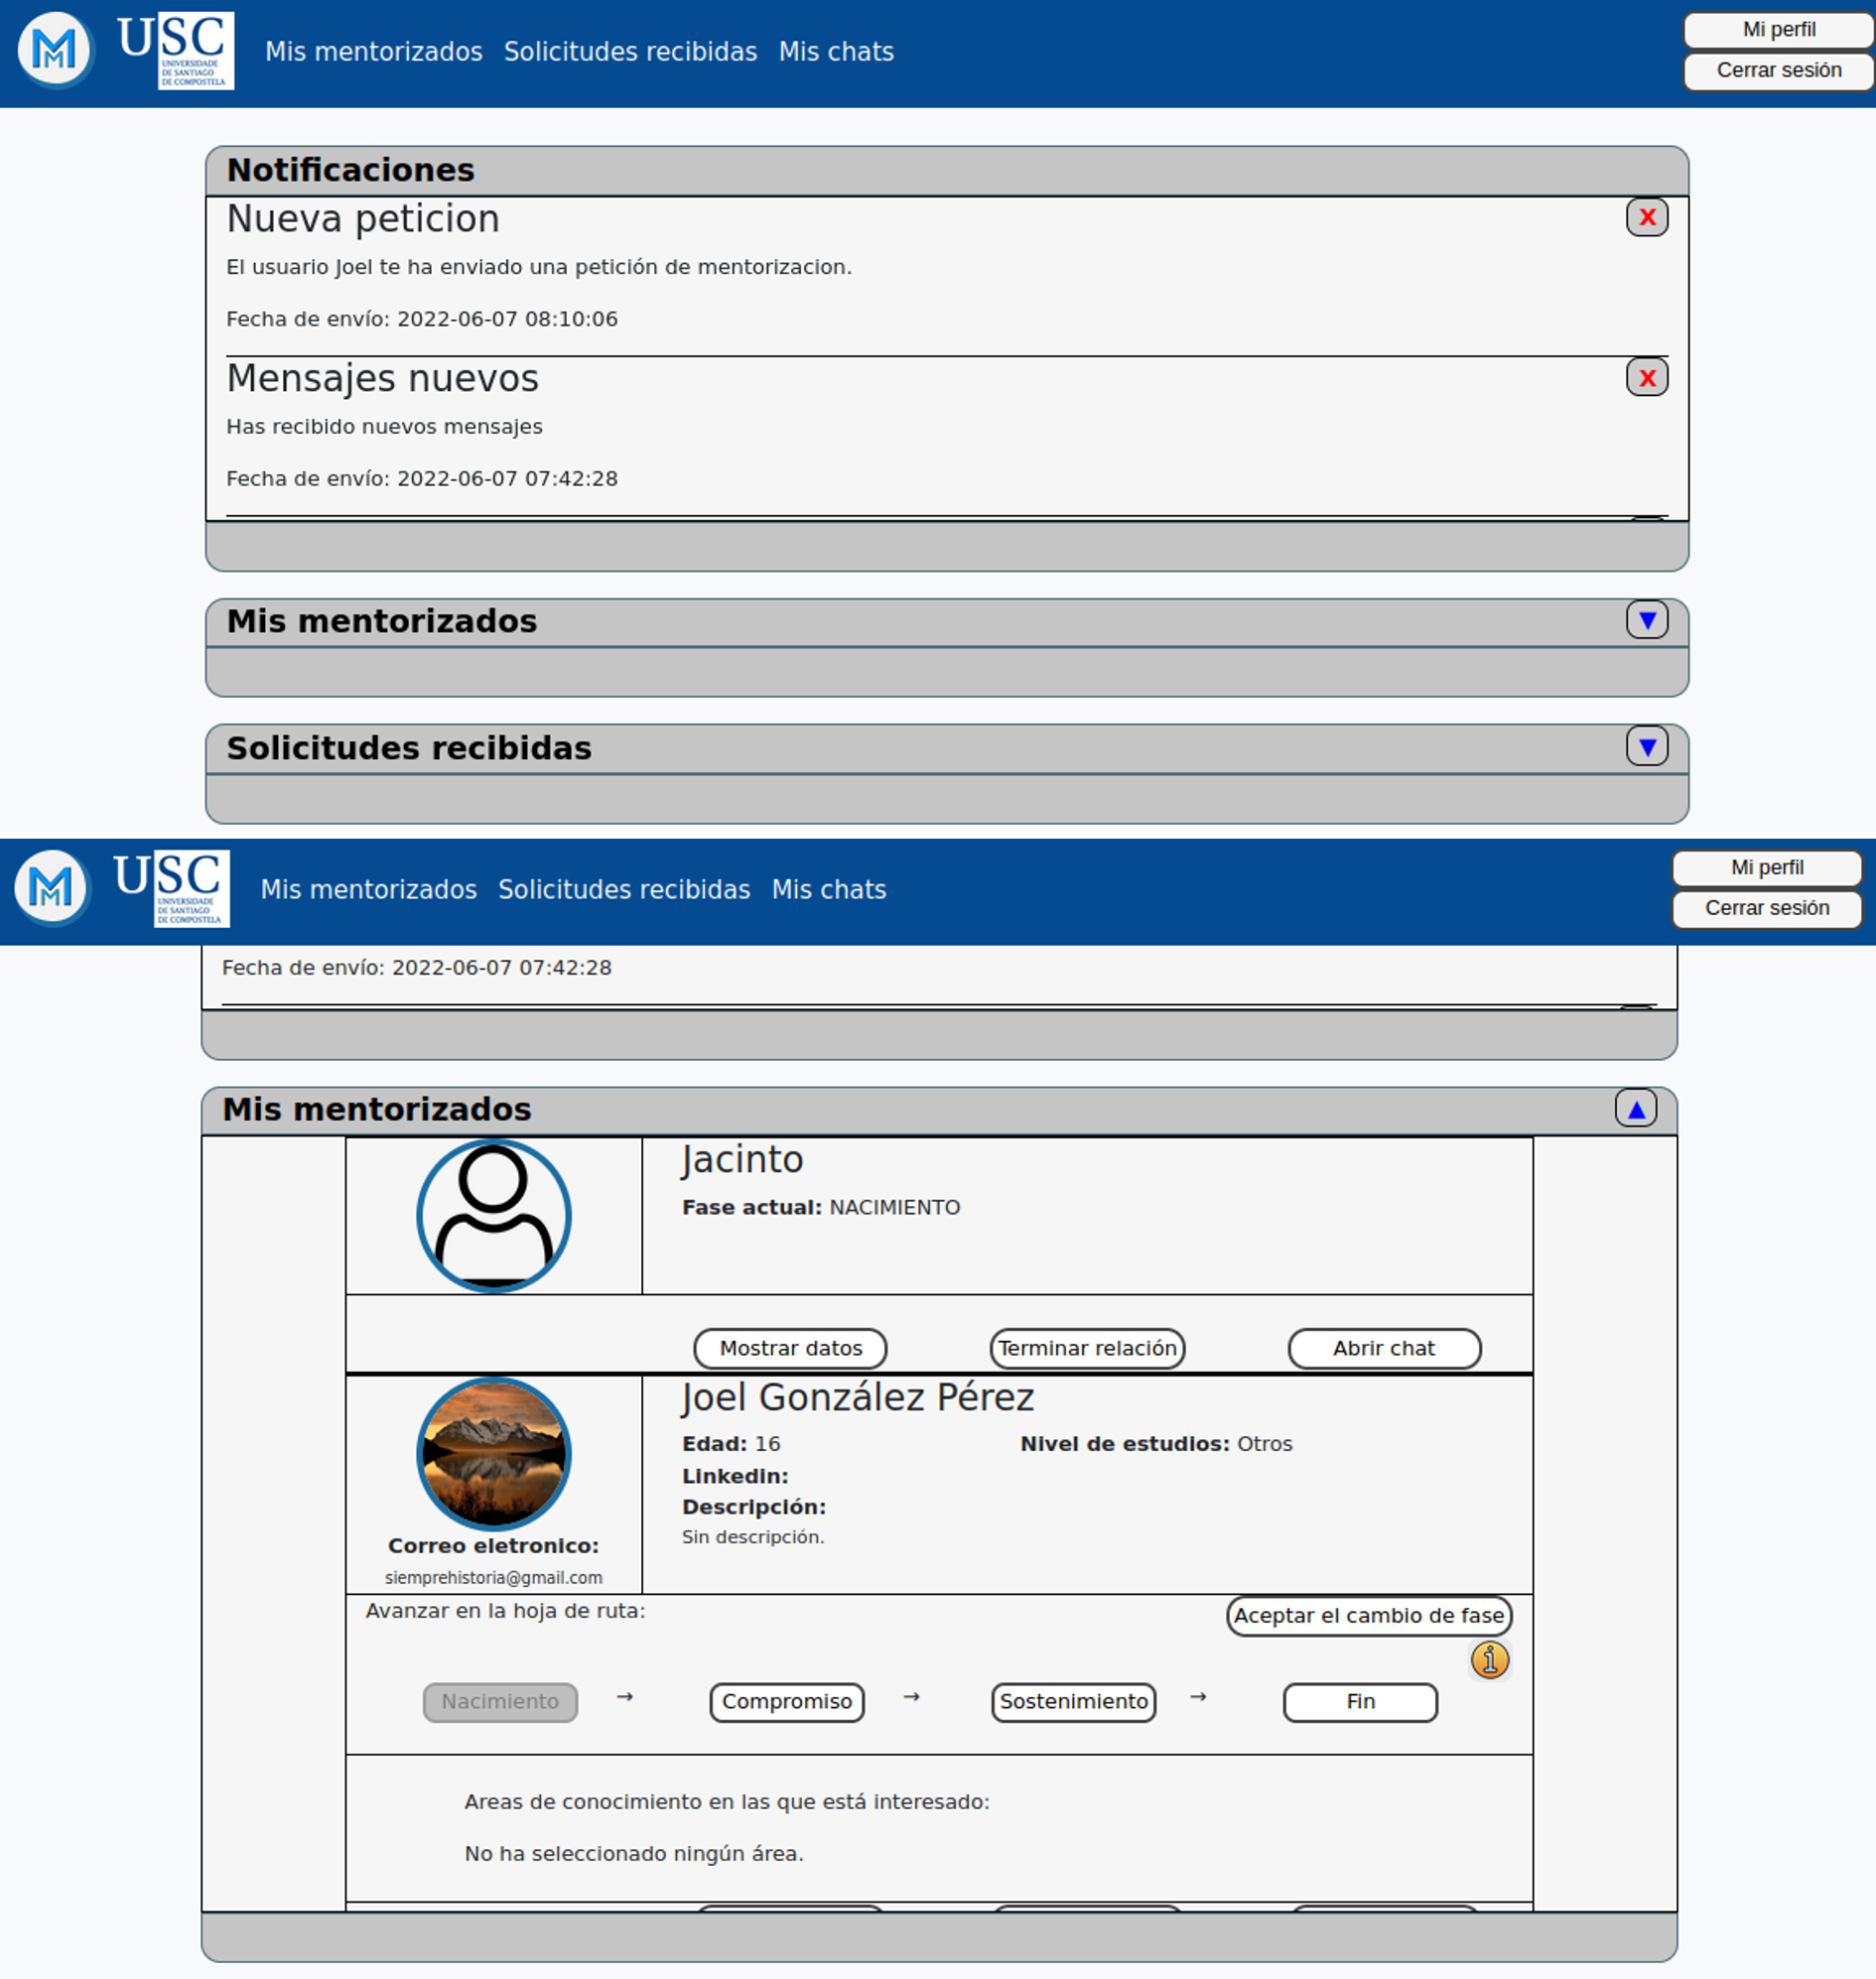 M
USC
UNIVERSIDADE
DE SANTIAGO
DE COMPOSTELA
Mis mentorizados Solicitudes recibidas Mis chats
Mi perfil
Cerrar sesión
Notificaciones
Nueva peticion
X
El usuario Joel te ha enviado una petición de mentorizacion.
Fecha de envío: 2022-06-07 08:10:06
Mensajes nuevos
X
Has recibido nuevos mensajes
Fecha de envío: 2022-06-07 07:42:28
Mis mentorizados
▼
Solicitudes recibidas
▼
M
USC
UNIVERSIDADE
DE SANTIAGO
DE COMPOSTELA
Mis mentorizados Solicitudes recibidas Mis chats
Mi perfil
Cerrar sesión
Fecha de envío: 2022-06-07 07:42:28
Mis mentorizados
▲
Jacinto
Fase actual: NACIMIENTO
Mostrar datos Terminar relación Abrir chat
Joel González Pérez
Edad: 16 Nivel de estudios: Otros
Linkedin:
Descripción:
Sin descripción.
Correo eletronico:
siemprehistoria@gmail.com
Avanzar en la hoja de ruta:
Aceptar el cambio de fase
i
Nacimiento → Compromiso → Sostenimiento → Fin
Areas de conocimiento en las que está interesado:
No ha seleccionado ningún área.